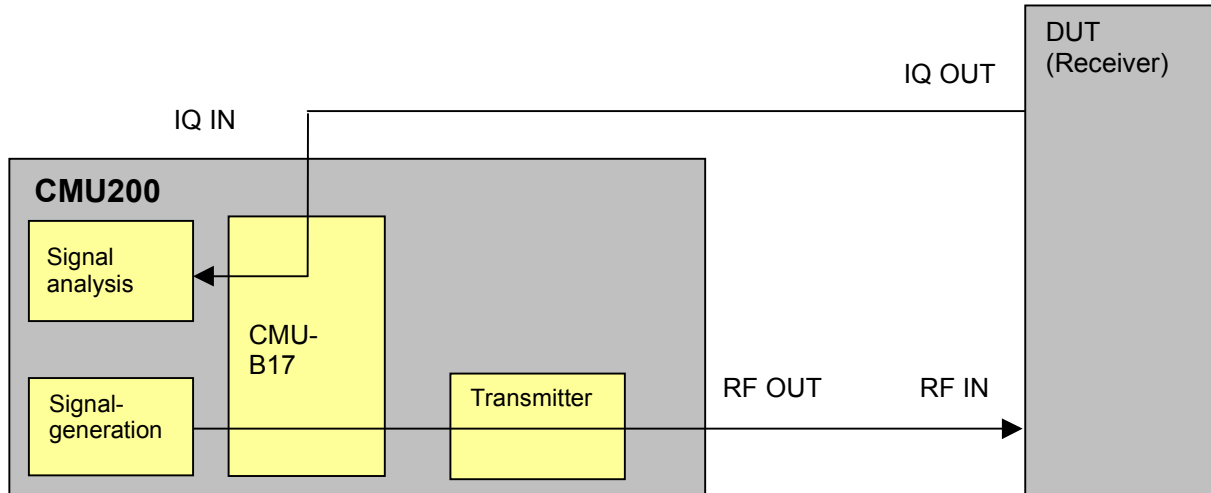 DUT
(Receiver)
IQ OUT
IQ IN
CMU200
Signal
analysis
CMU-
B17
Signal-
generation
Transmitter
RF OUT
RF IN